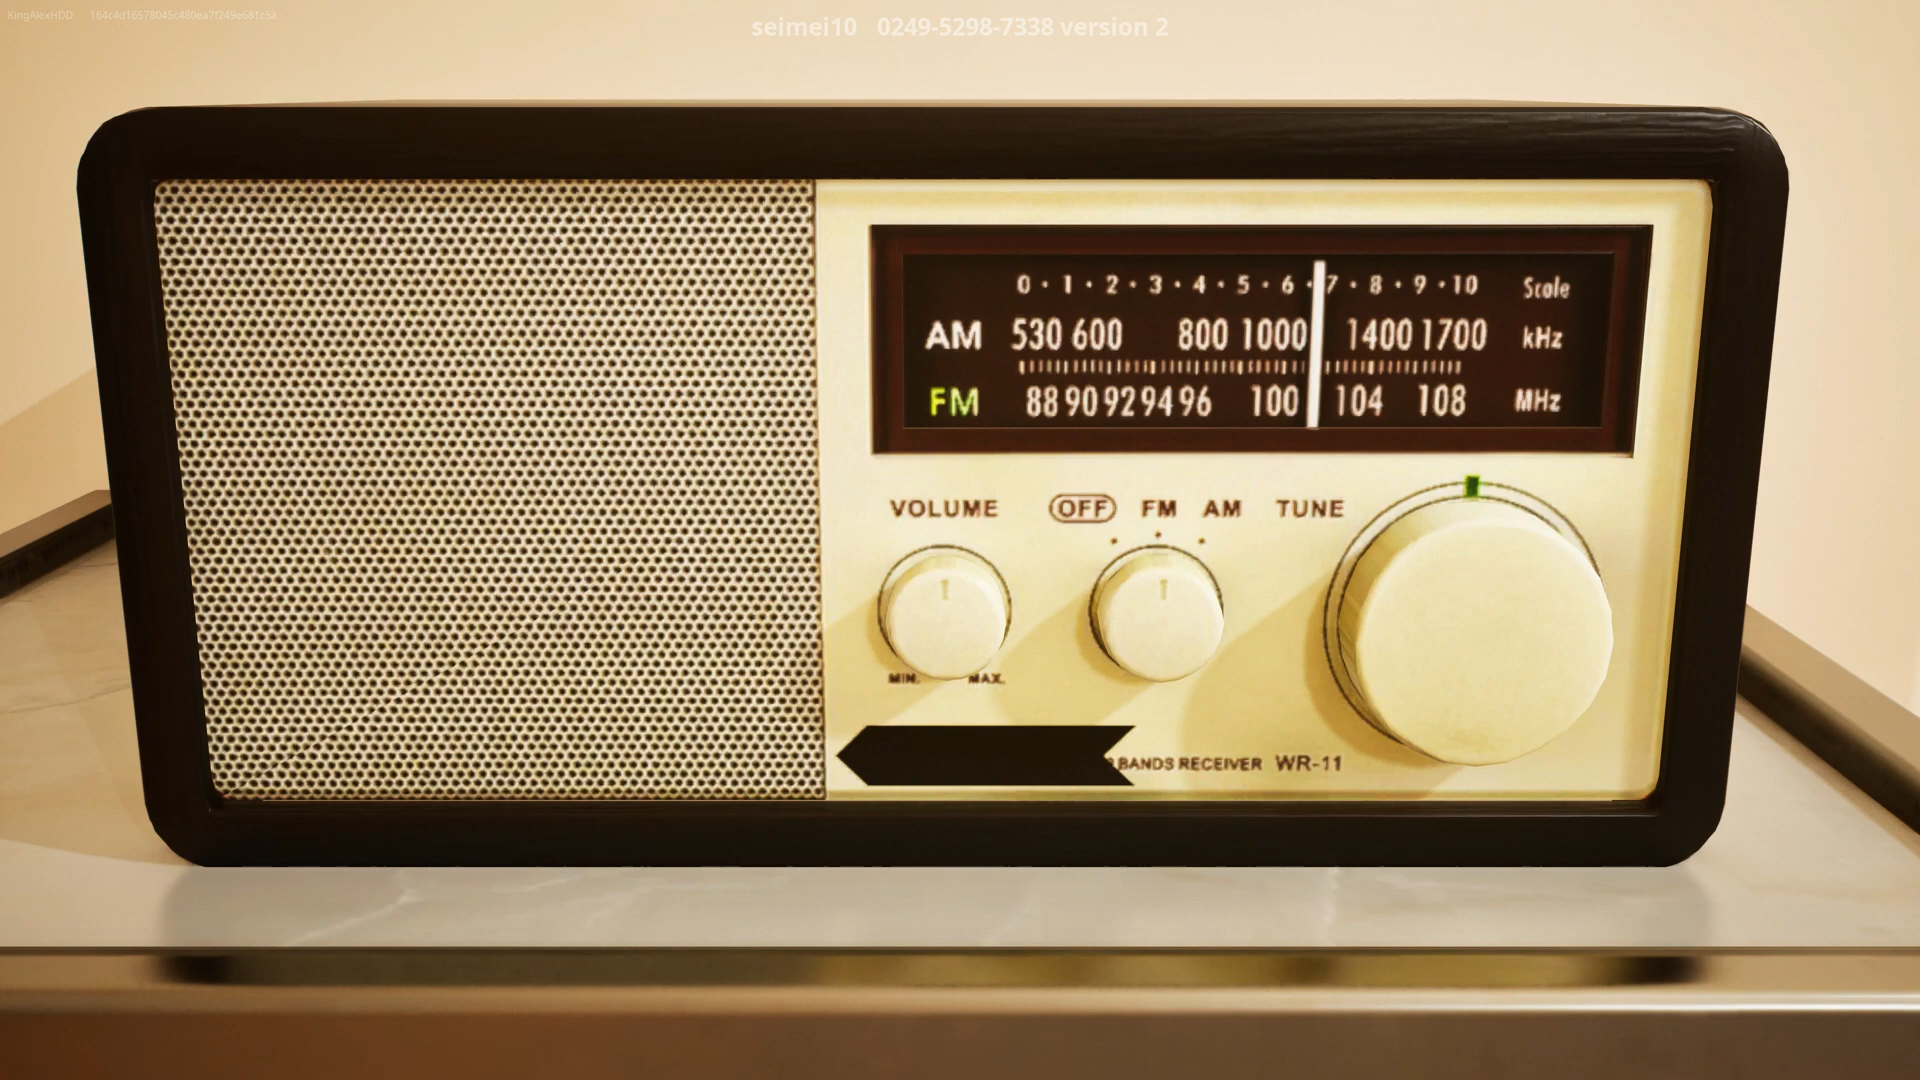 KingAlexHDD 164c4d16578045c480ea7f249e681c5a
seimei10 0249-5298-7338 version 2
0 · 1 · 2 · 3 · 4 · 5 · 6 · 7 · 8 · 9 · 10 Scale
AM 530 600 800 1000 1400 1700 kHz
FM 88 90 92 94 96 100 104 108 MHz
VOLUME OFF FM AM TUNE
MIN. MAX.
BANDS RECEIVER WR-11